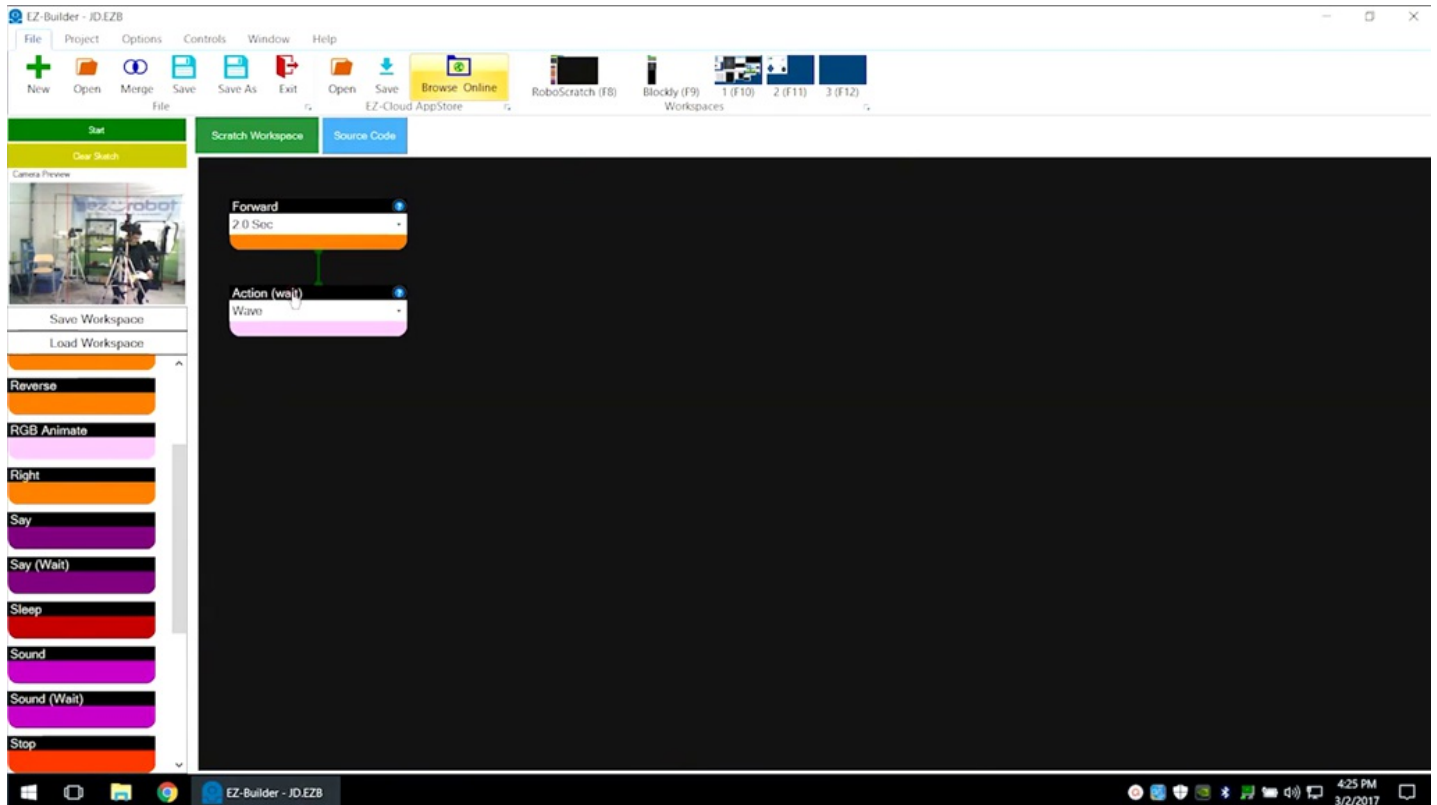 EZ-Builder - JD.EZB
File Project Options Controls Window Help
New Open Merge Save Save As Exit Open Save Browse Online RoboScratch (F8) Blockly (F9) 1 (F10) 2 (F11) 3 (F12)
File EZ-Cloud AppStore Workspaces
Start
Clear Sketch
Scratch Workspace Source Code
Camera Preview
ez-robot
Save Workspace
Load Workspace
Reverse
RGB Animate
Right
Say
Say (Wait)
Sleep
Sound
Sound (Wait)
Stop
Forward
2.0 Sec
Action (wait)
Wave
EZ-Builder - JD.EZB
4:25 PM
3/2/2017